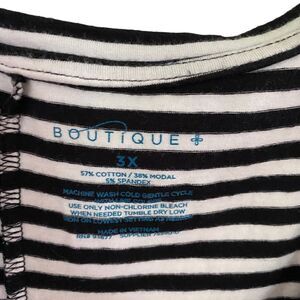 BOUTIQUE +
3X
57% COTTON / 38% MODAL
5% SPANDEX
MACHINE WASH COLD GENTLE CYCLE
USE ONLY NON-CHLORINE BLEACH
WHEN NEEDED TUMBLE DRY LOW
MADE IN VIETNAM
SUPPLIER